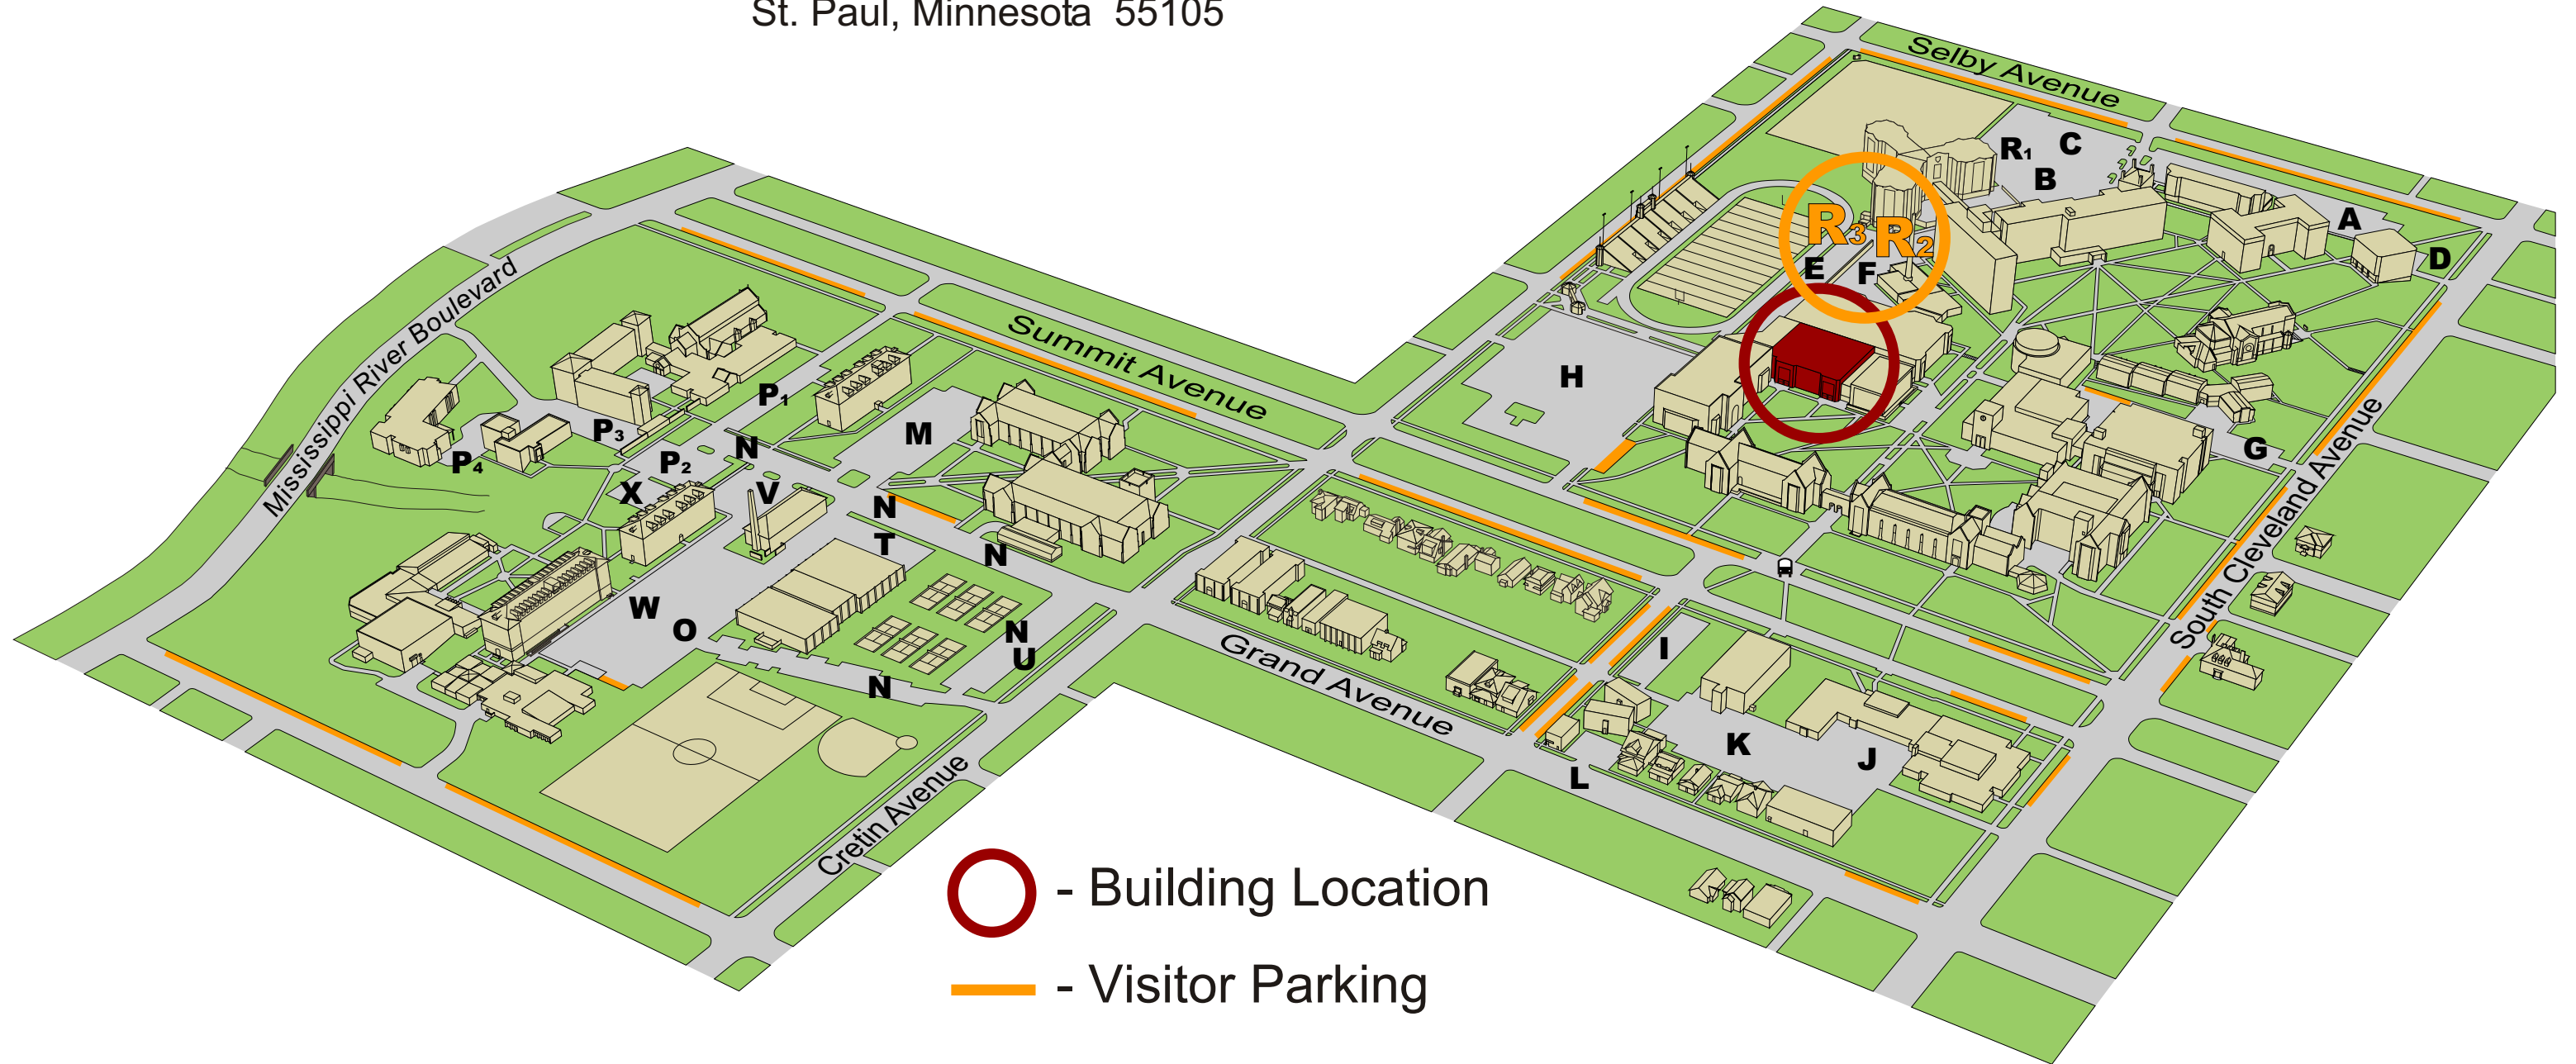 St. Paul, Minnesota 55105
Selby Avenue
R1
C
B
A
D
R3
R2
E
F
Mississippi River Boulevard
Summit Avenue
H
P1
M
P3
N
P4
P2
G
X
V
N
T
N
South Cleveland Avenue
W
O
N
U
Grand Avenue
I
N
K
J
L
Cretin Avenue
- Building Location
- Visitor Parking